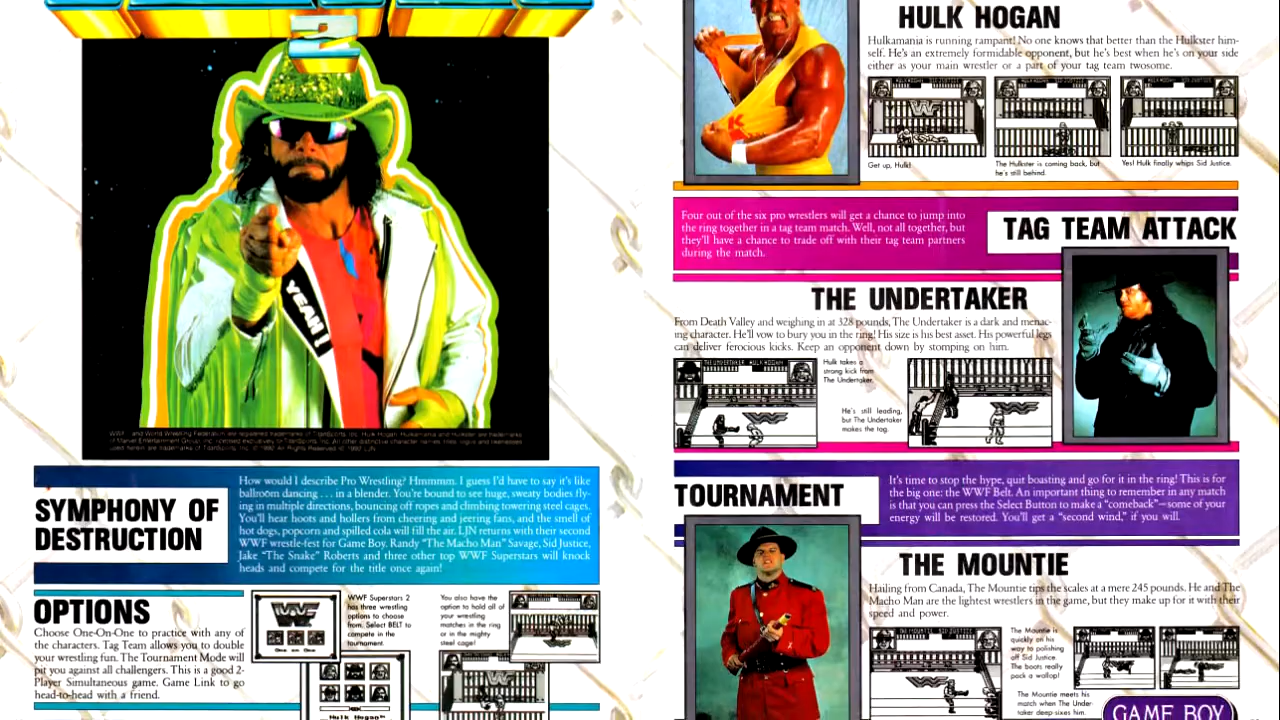 2
YEAH!
SYMPHONY OF
DESTRUCTION
How would I describe Pro Wrestling? Hmmmm. I guess I'd have to say it's like
ballroom dancing . . . in a blender. You're bound to see huge, sweaty bodies fly-
ing in multiple directions, bouncing off ropes and climbing towering steel cages.
You'll hear hoots and hollers from cheering and jeering fans, and the smell of
hot dogs, popcorn and spilled cola will fill the air. LJN returns with their second
WWF wrestle-fest for Game Boy. Randy "The Macho Man" Savage, Sid Justice,
Jake "The Snake" Roberts and three other top WWF Superstars will knock
heads and compete for the title once again!
OPTIONS
Choose One-On-One to practice with any of
the characters. Tag Team allows you to double
your wrestling fun. The Tournament Mode will
pit you against all challengers. This is a good 2-
Player Simultaneous game. Game Link to go
head-to-head with a friend.
WWF
One on One
WWF Superstars 2
has three wrestling
options to choose
from. Select BELT to
compete in the
tournament.
You also have the
option to hold all of
your wrestling
matches in the ring
or in the mighty
steel cage!
Hulk Hogan
HULK HOGAN
Hulkamania is running rampant! No one knows that better than the Hulkster him-
self. He's an extremely formidable opponent, but he's best when he's on your side
either as your main wrestler or a part of your tag team twosome.
Get up, Hulk!
The Hulkster is coming back, but
he's still behind.
Yes! Hulk finally whips Sid Justice.
Four out of the six pro wrestlers will get a chance to jump into
the ring together in a tag team match. Well, not all together, but
they'll have a chance to trade off with their tag team partners
during the match.
TAG TEAM ATTACK
THE UNDERTAKER
From Death Valley and weighing in at 328 pounds, The Undertaker is a dark and menac-
ing character. He'll vow to bury you in the ring! His size is his best asset. His powerful legs
can deliver ferocious kicks. Keep an opponent down by stomping on him.
THE UNDERTAKER HULK HOGAN
Hulk takes a
strong kick from
The Undertaker.
He's still leading,
but The Undertaker
makes the tag.
TOURNAMENT
It's time to stop the hype, quit boasting and go for it in the ring! This is for
the big one: the WWF Belt. An important thing to remember in any match
is that you can press the Select Button to make a "comeback"—some of your
energy will be restored. You'll get a "second wind," if you will.
THE MOUNTIE
Hailing from Canada, The Mountie tips the scales at a mere 245 pounds. He and The
Macho Man are the lightest wrestlers in the game, but they make up for it with their
speed and power.
THE MOUNTIE SID JUSTICE
The Mountie is
quickly on his
way to polishing
off Sid Justice.
The boots really
pack a wallop!
The Mountie meets his
match when The Under-
taker deep-sixes him.
GAME BOY